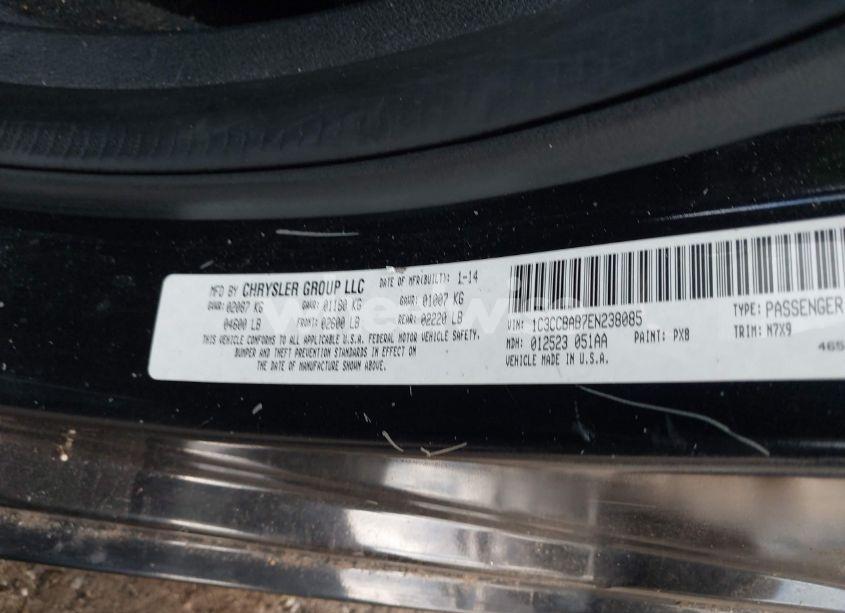 MFD BY CHRYSLER GROUP LLC DATE OF MFR(BUILT): 1-14
GVWR: 02087 KG GAWR: 01180 KG GAWR: 01007 KG
04600 LB FRONT: 02600 LB REAR: 02220 LB
THIS VEHICLE CONFORMS TO ALL APPLICABLE U.S.A. FEDERAL MOTOR VEHICLE SAFETY,
BUMPER AND THEFT PREVENTION STANDARDS IN EFFECT ON
THE DATE OF MANUFACTURE SHOWN ABOVE.
VIN: 1C3CCBAB7EN238085 TYPE: PASSENGER
MDH: 012523 051AA PAINT: PX8 TRIM: N7X9
VEHICLE MADE IN U.S.A. 465